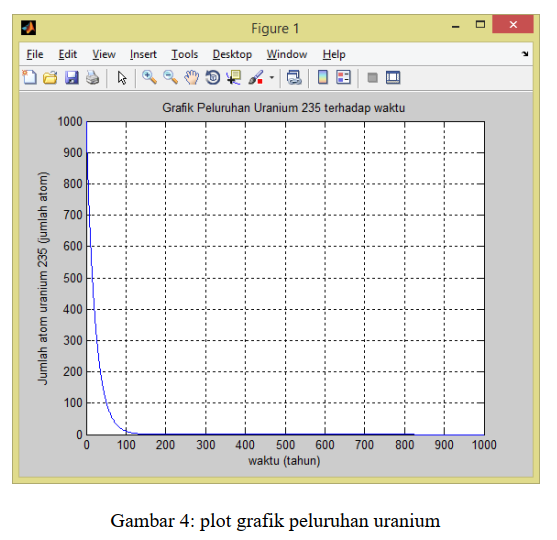 Figure 1
File Edit View Insert Tools Desktop Window Help
Grafik Peluruhan Uranium 235 terhadap waktu
Jumlah atom uranium 235 (jumlah atom)
1000
900
800
700
600
500
400
300
200
100
0
0 100 200 300 400 500 600 700 800 900 1000
waktu (tahun)
Gambar 4: plot grafik peluruhan uranium